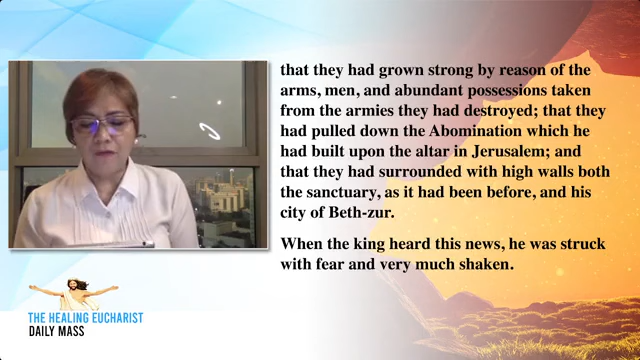 that they had grown strong by reason of the
arms, men, and abundant possessions taken
from the armies they had destroyed; that they
had pulled down the Abomination which he
had built upon the altar in Jerusalem; and
that they had surrounded with high walls both
the sanctuary, as it had been before, and his
city of Beth-zur.
When the king heard this news, he was struck
with fear and very much shaken.
THE HEALING EUCHARIST
DAILY MASS